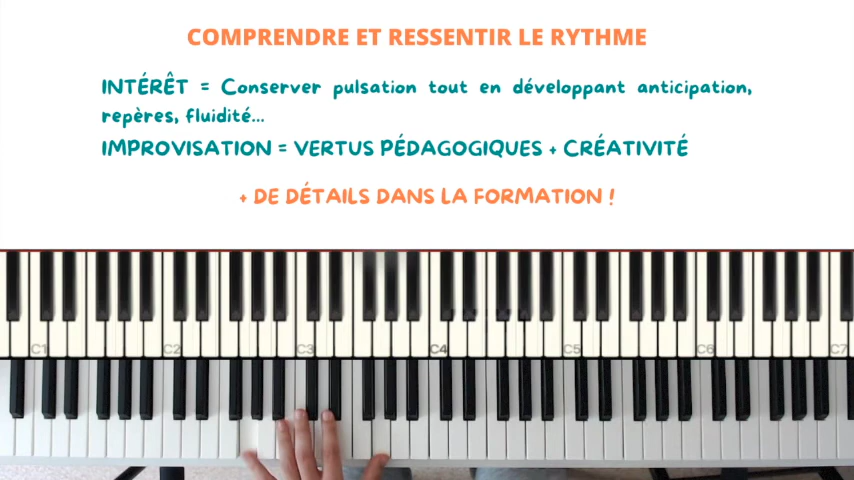 COMPRENDRE ET RESSENTIR LE RYTHME
INTÉRÊT = Conserver pulsation tout en développant anticipation,
repères, fluidité...
IMPROVISATION = VERTUS PÉDAGOGIQUES + CRÉATIVITÉ
+ DE DÉTAILS DANS LA FORMATION !
C1 C2 C3 C4 C5 C6 C7